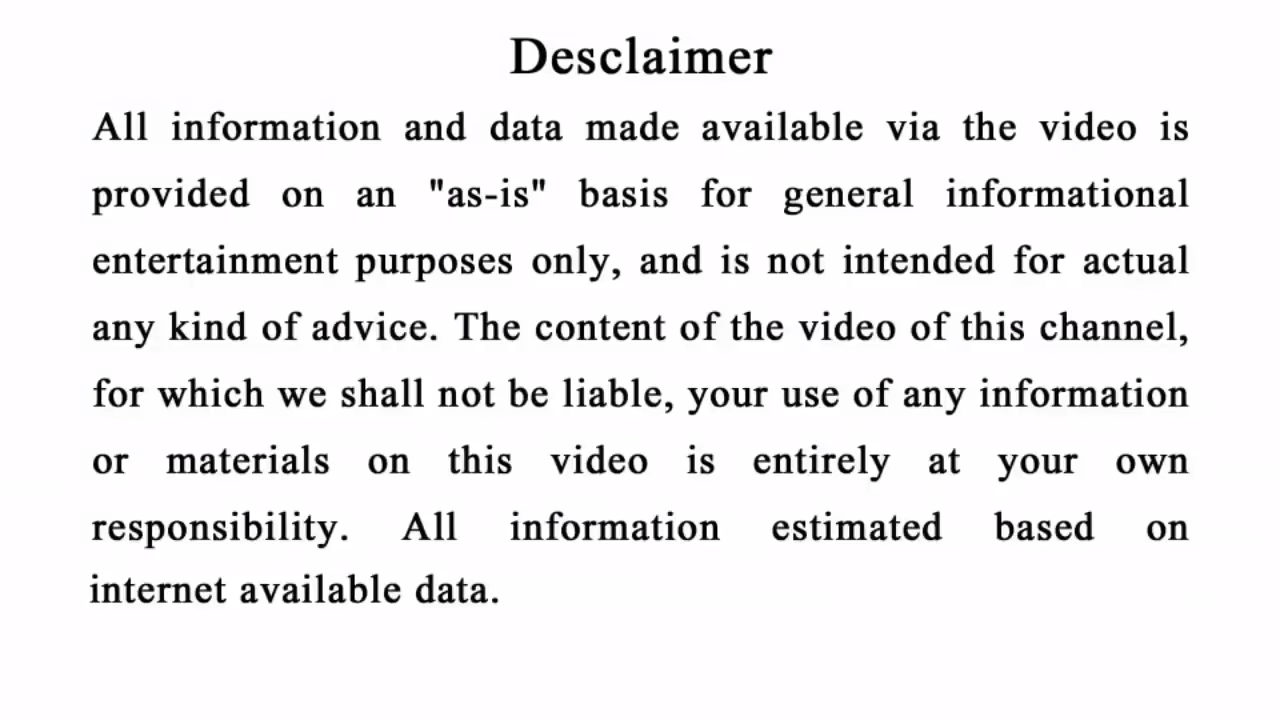 Desclaimer
All information and data made available via the video is
provided on an "as-is" basis for general informational
entertainment purposes only, and is not intended for actual
any kind of advice. The content of the video of this channel,
for which we shall not be liable, your use of any information
or materials on this video is entirely at your own
responsibility. All information estimated based on
internet available data.